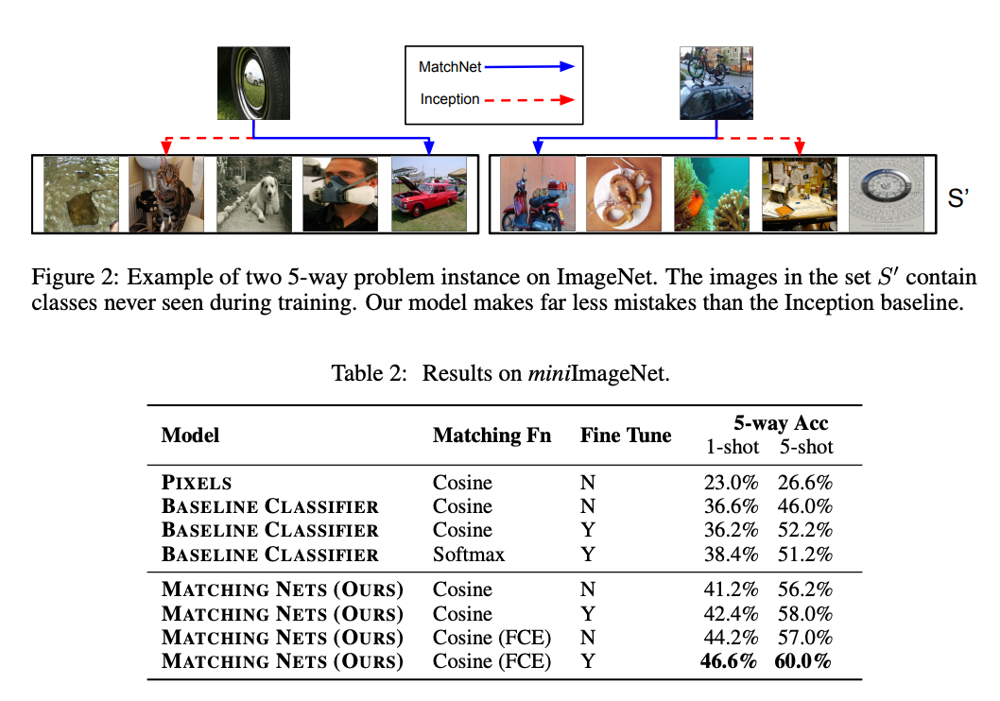 MatchNet
Inception
S'
Figure 2: Example of two 5-way problem instance on ImageNet. The images in the set S′ contain
classes never seen during training. Our model makes far less mistakes than the Inception baseline.
Table 2: Results on miniImageNet.
Model Matching Fn Fine Tune 5-way Acc
1-shot 5-shot
PIXELS Cosine N 23.0% 26.6%
BASELINE CLASSIFIER Cosine N 36.6% 46.0%
BASELINE CLASSIFIER Cosine Y 36.2% 52.2%
BASELINE CLASSIFIER Softmax Y 38.4% 51.2%
MATCHING NETS (OURS) Cosine N 41.2% 56.2%
MATCHING NETS (OURS) Cosine Y 42.4% 58.0%
MATCHING NETS (OURS) Cosine (FCE) N 44.2% 57.0%
MATCHING NETS (OURS) Cosine (FCE) Y 46.6% 60.0%